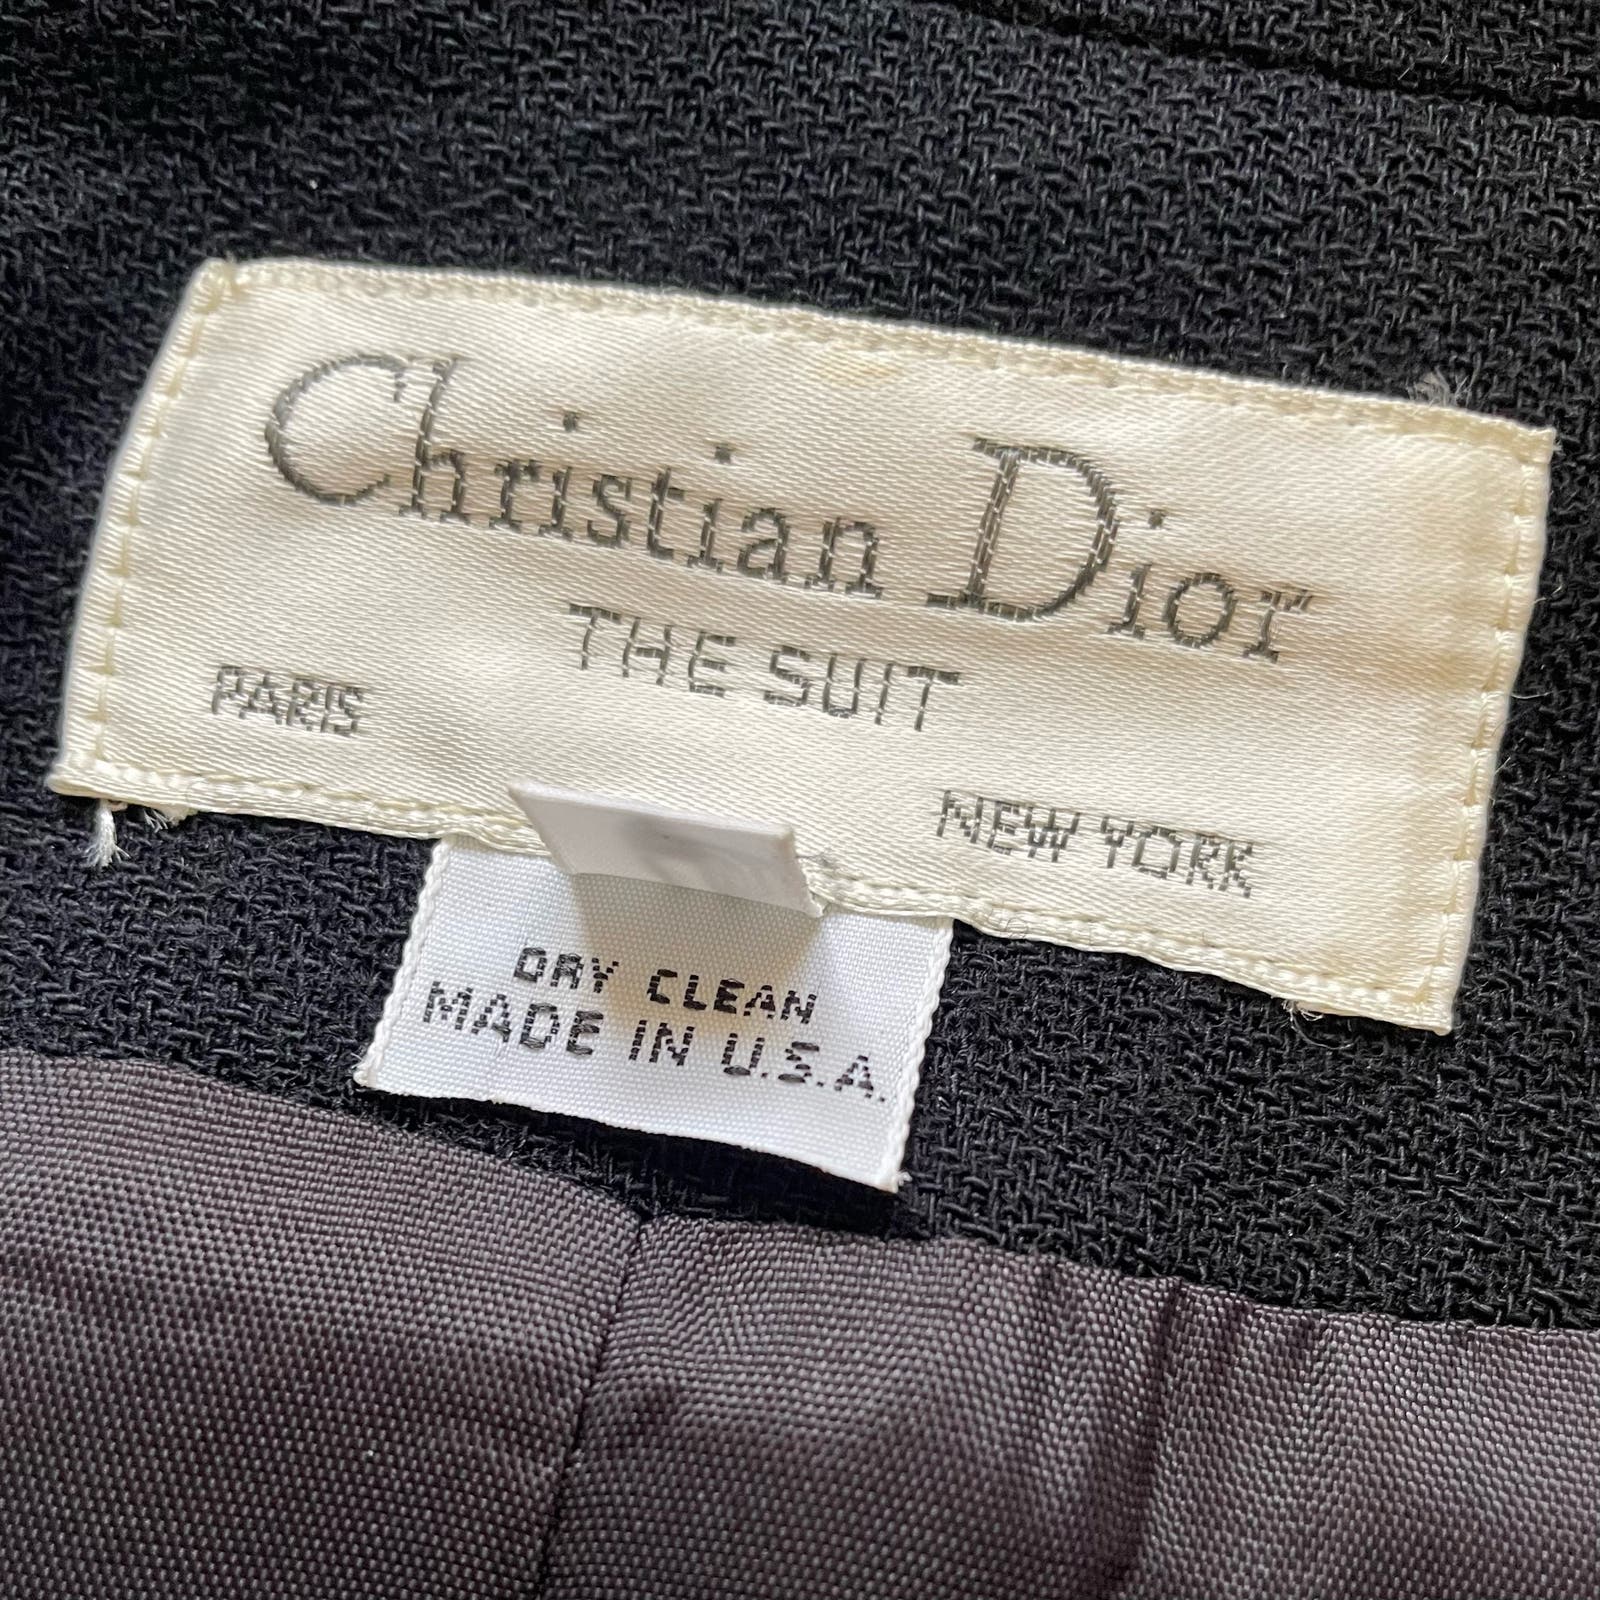 Christian Dior
THE SUIT
PARIS
NEW YORK
DRY CLEAN
MADE IN U.S.A.